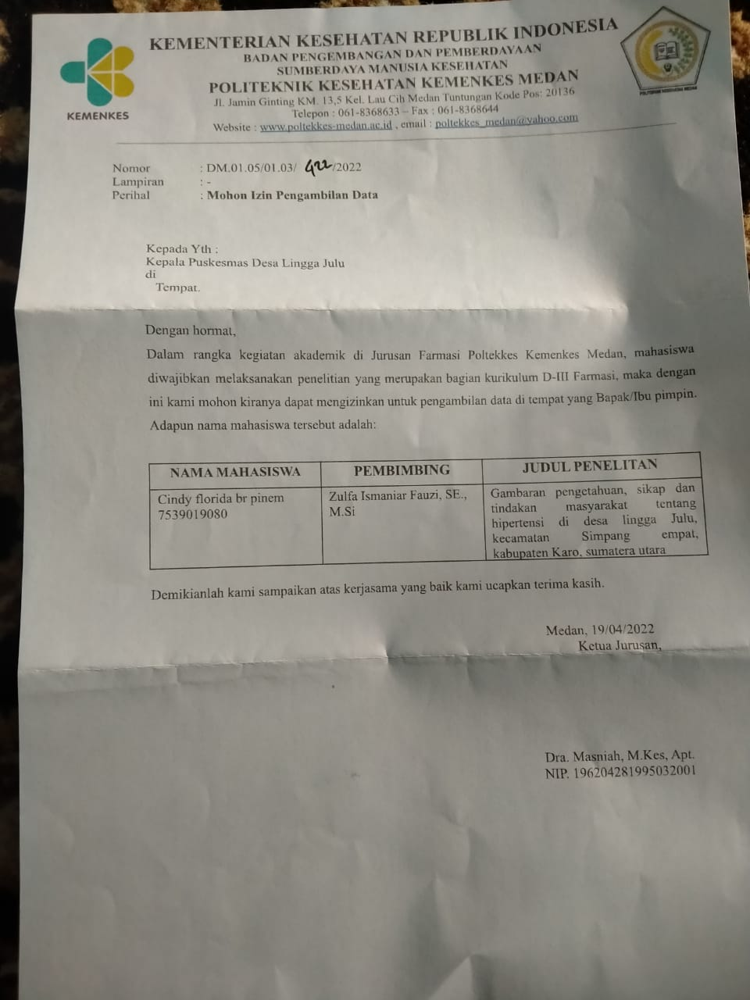 KEMENTERIAN KESEHATAN REPUBLIK INDONESIA
BADAN PENGEMBANGAN DAN PEMBERDAYAAN
SUMBERDAYA MANUSIA KESEHATAN
POLITEKNIK KESEHATAN KEMENKES MEDAN
Jl. Jamin Ginting KM. 13,5 Kel. Lau Cih Medan Tuntungan Kode Pos: 20136
Telepon : 061-8368633 – Fax : 061-8368644
Website : www.poltekkes-medan.ac.id , email : poltekkes_medan@yahoo.com
KEMENKES
POLITEKNIK KESEHATAN MEDAN
Nomor : DM.01.05/01.03/ 422/2022
Lampiran : -
Perihal : Mohon Izin Pengambilan Data
Kepada Yth :
Kepala Puskesmas Desa Lingga Julu
di
Tempat.
Dengan hormat,
Dalam rangka kegiatan akademik di Jurusan Farmasi Poltekkes Kemenkes Medan, mahasiswa
diwajibkan melaksanakan penelitian yang merupakan bagian kurikulum D-III Farmasi, maka dengan
ini kami mohon kiranya dapat mengizinkan untuk pengambilan data di tempat yang Bapak/Ibu pimpin.
Adapun nama mahasiswa tersebut adalah:
NAMA MAHASISWA
PEMBIMBING
JUDUL PENELITAN
Cindy florida br pinem
7539019080
Zulfa Ismaniar Fauzi, SE.,
M.Si
Gambaran pengetahuan, sikap dan
tindakan masyarakat tentang
hipertensi di desa lingga Julu,
kecamatan Simpang empat,
kabupaten Karo, sumatera utara
Demikianlah kami sampaikan atas kerjasama yang baik kami ucapkan terima kasih.
Medan, 19/04/2022
Ketua Jurusan,
Dra. Masniah, M.Kes, Apt.
NIP. 196204281995032001